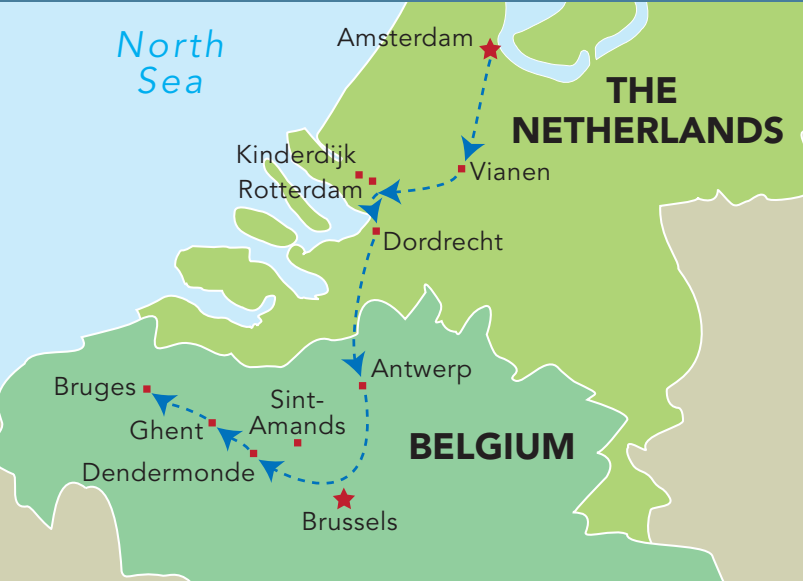 North
Sea
Amsterdam
THE
NETHERLANDS
Kinderdijk
Rotterdam
Vianen
Dordrecht
Antwerp
Bruges
Sint-
Amands
Ghent
BELGIUM
Dendermonde
Brussels